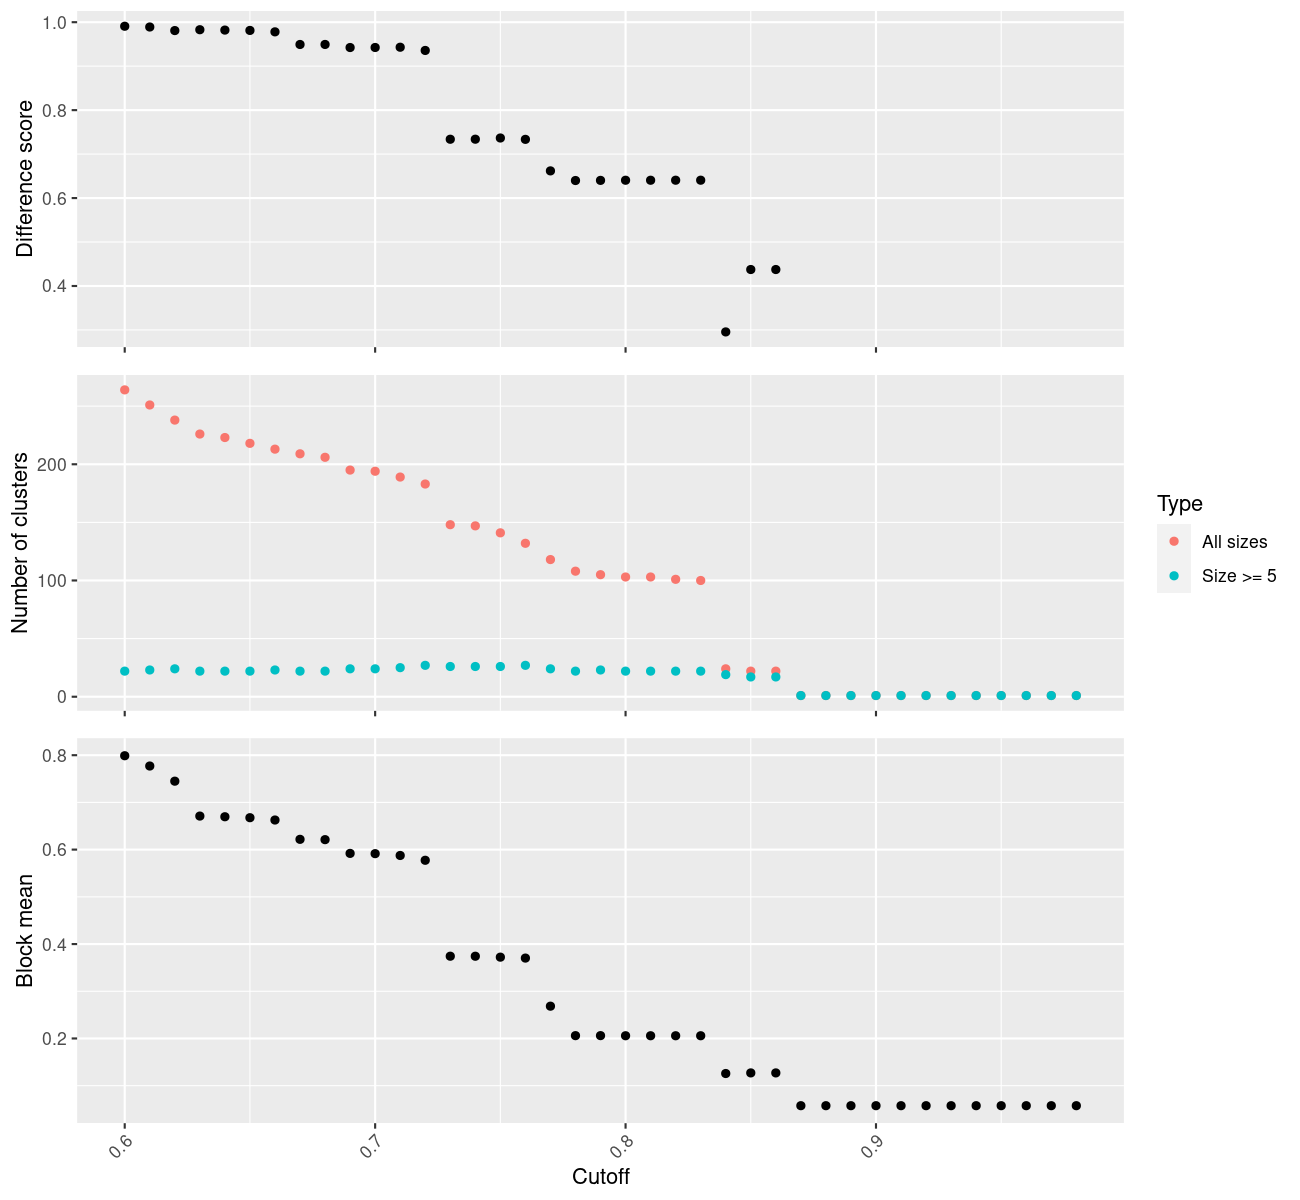 Difference score
1.0
0.8
0.6
0.4
Number of clusters
200
100
0
Type
All sizes
Size >= 5
Block mean
0.8
0.6
0.4
0.2
0.6
0.7
0.8
0.9
Cutoff